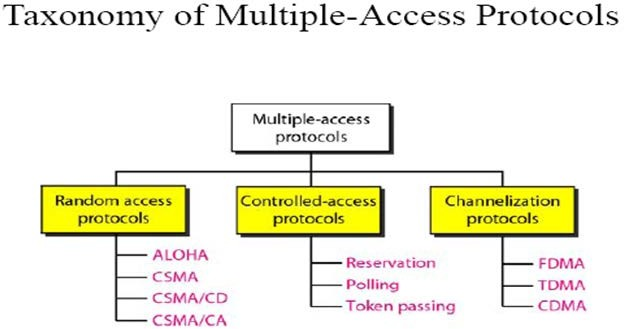 Taxonomy of Multiple-Access Protocols
Multiple-access
protocols
Random access
protocols
Controlled-access
protocols
Channelization
protocols
ALOHA
CSMA
CSMA/CD
CSMA/CA
Reservation
Polling
Token passing
FDMA
TDMA
CDMA